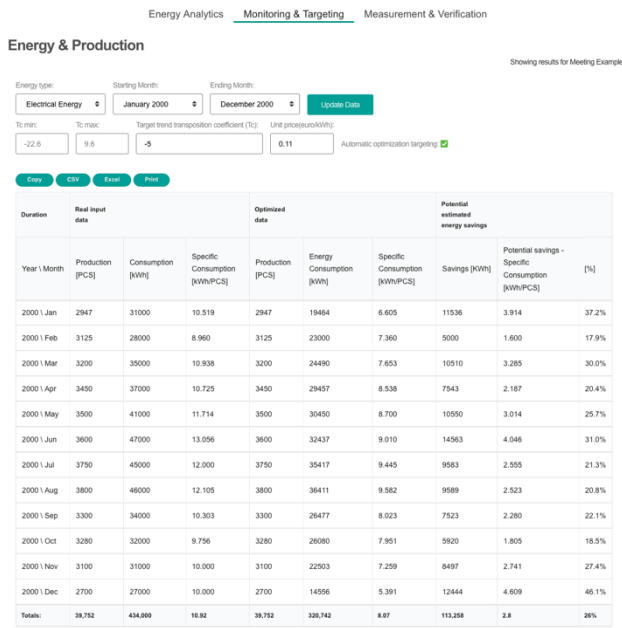 Energy Analytics Monitoring & Targeting Measurement & Verification
Energy & Production
Showing results for Meeting Example
Energy type: Starting Month: Ending Month:
Electrical Energy January 2000 December 2000 Update Data
Tc min: Tc max: Target trend transposition coefficient (Tc): Unit price(euro/kWh):
-22.6 9.6 -5 0.11 Automatic optimization targeting:
Copy CSV Excel Print
Duration Real input data Optimized data Potential estimated energy savings
Year \ Month Production [PCS] Consumption [kWh] Specific Consumption [kWh/PCS] Production [PCS] Energy Consumption [kWh] Specific Consumption [kWh/PCS] Savings [KWh] Potential savings - Specific Consumption [kWh/PCS] [%]
2000 \ Jan 2947 31000 10.519 2947 19464 6.605 11536 3.914 37.2%
2000 \ Feb 3125 28000 8.960 3125 23000 7.360 5000 1.600 17.9%
2000 \ Mar 3200 35000 10.938 3200 24490 7.653 10510 3.285 30.0%
2000 \ Apr 3450 37000 10.725 3450 29457 8.538 7543 2.187 20.4%
2000 \ May 3500 41000 11.714 3500 30450 8.700 10550 3.014 25.7%
2000 \ Jun 3600 47000 13.056 3600 32437 9.010 14563 4.046 31.0%
2000 \ Jul 3750 45000 12.000 3750 35417 9.445 9583 2.555 21.3%
2000 \ Aug 3800 46000 12.105 3800 36411 9.582 9589 2.523 20.8%
2000 \ Sep 3300 34000 10.303 3300 26477 8.023 7523 2.280 22.1%
2000 \ Oct 3280 32000 9.756 3280 26080 7.951 5920 1.805 18.5%
2000 \ Nov 3100 31000 10.000 3100 22503 7.259 8497 2.741 27.4%
2000 \ Dec 2700 27000 10.000 2700 14556 5.391 12444 4.609 46.1%
Totals: 39,752 434,000 10.92 39,752 320,742 8.07 113,258 2.8 26%